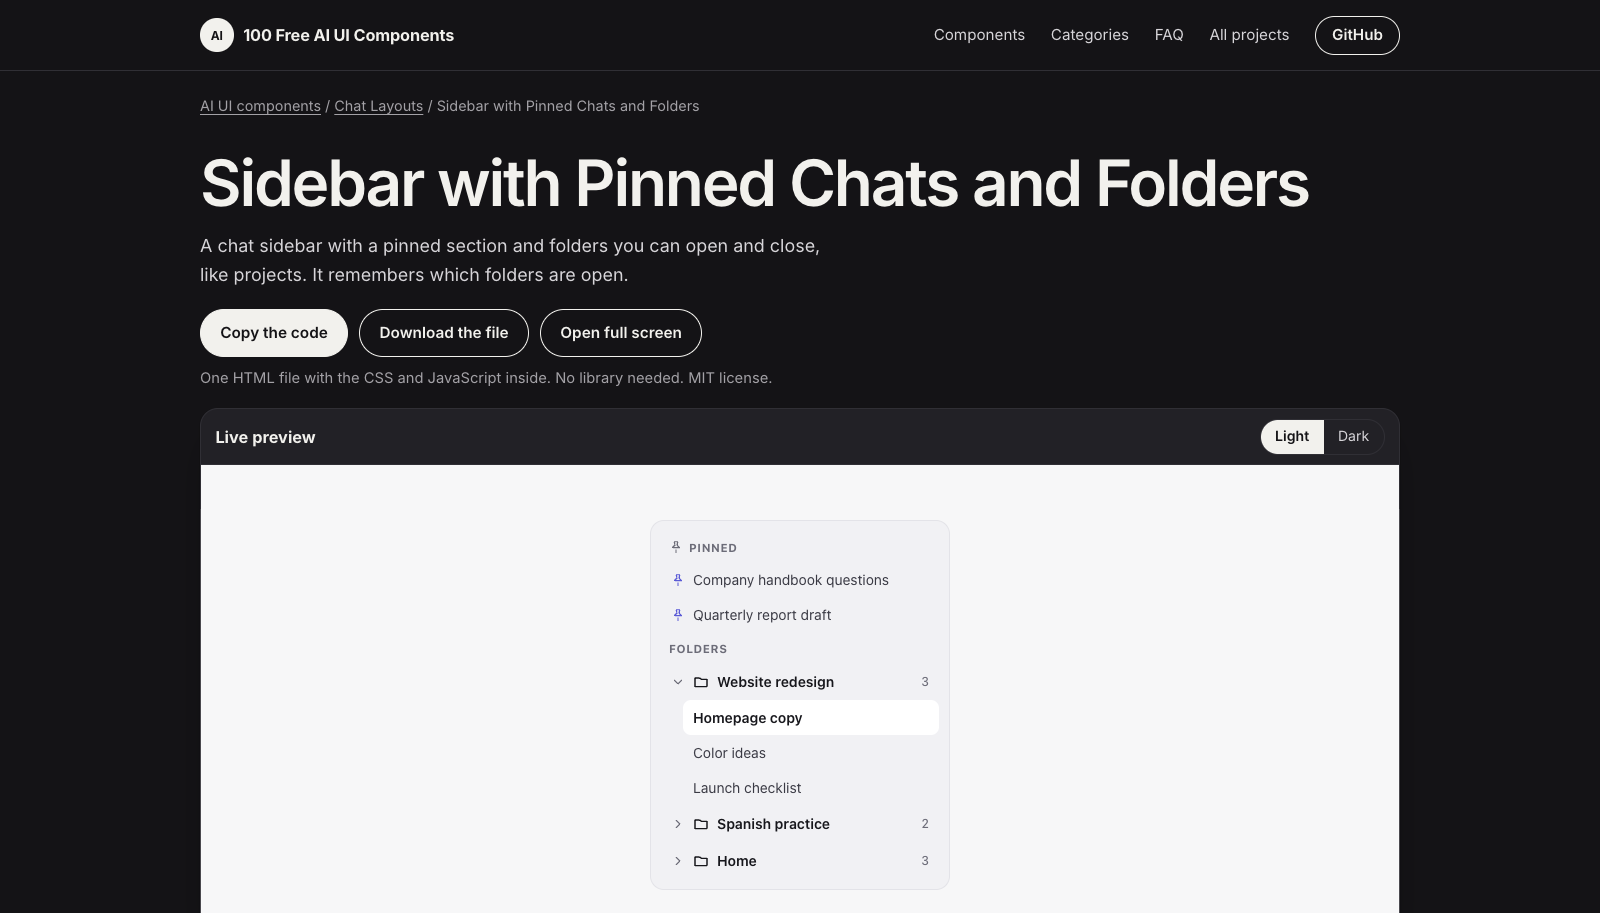 AI
100 Free AI UI Components
Components
Categories
FAQ
All projects
GitHub
AI UI components / Chat Layouts / Sidebar with Pinned Chats and Folders
Sidebar with Pinned Chats and Folders
A chat sidebar with a pinned section and folders you can open and close,
like projects. It remembers which folders are open.
Copy the code
Download the file
Open full screen
One HTML file with the CSS and JavaScript inside. No library needed. MIT license.
Live preview
Light
Dark
PINNED
Company handbook questions
Quarterly report draft
FOLDERS
Website redesign 3
Homepage copy
Color ideas
Launch checklist
Spanish practice 2
Home 3